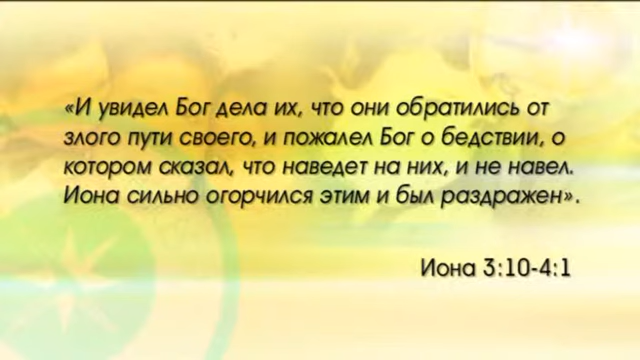 «И увидел Бог дела их, что они обратились от
злого пути своего, и пожалел Бог о бедствии, о
котором сказал, что наведет на них, и не навел.
Иона сильно огорчился этим и был раздражен».
Иона 3:10-4:1